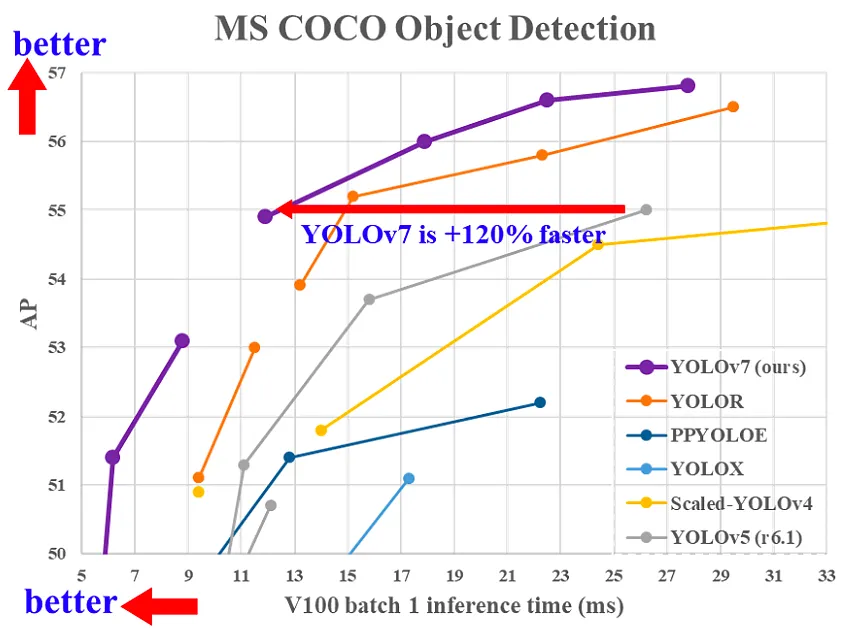 MS COCO Object Detection
better
57
56
55
54
53
52
51
50
AP
YOLOv7 is +120% faster
YOLOv7 (ours)
YOLOR
PPYOLOE
YOLOX
Scaled-YOLOv4
YOLOv5 (r6.1)
5 7 9 11 13 15 17 19 21 23 25 27 29 31 33
better
V100 batch 1 inference time (ms)